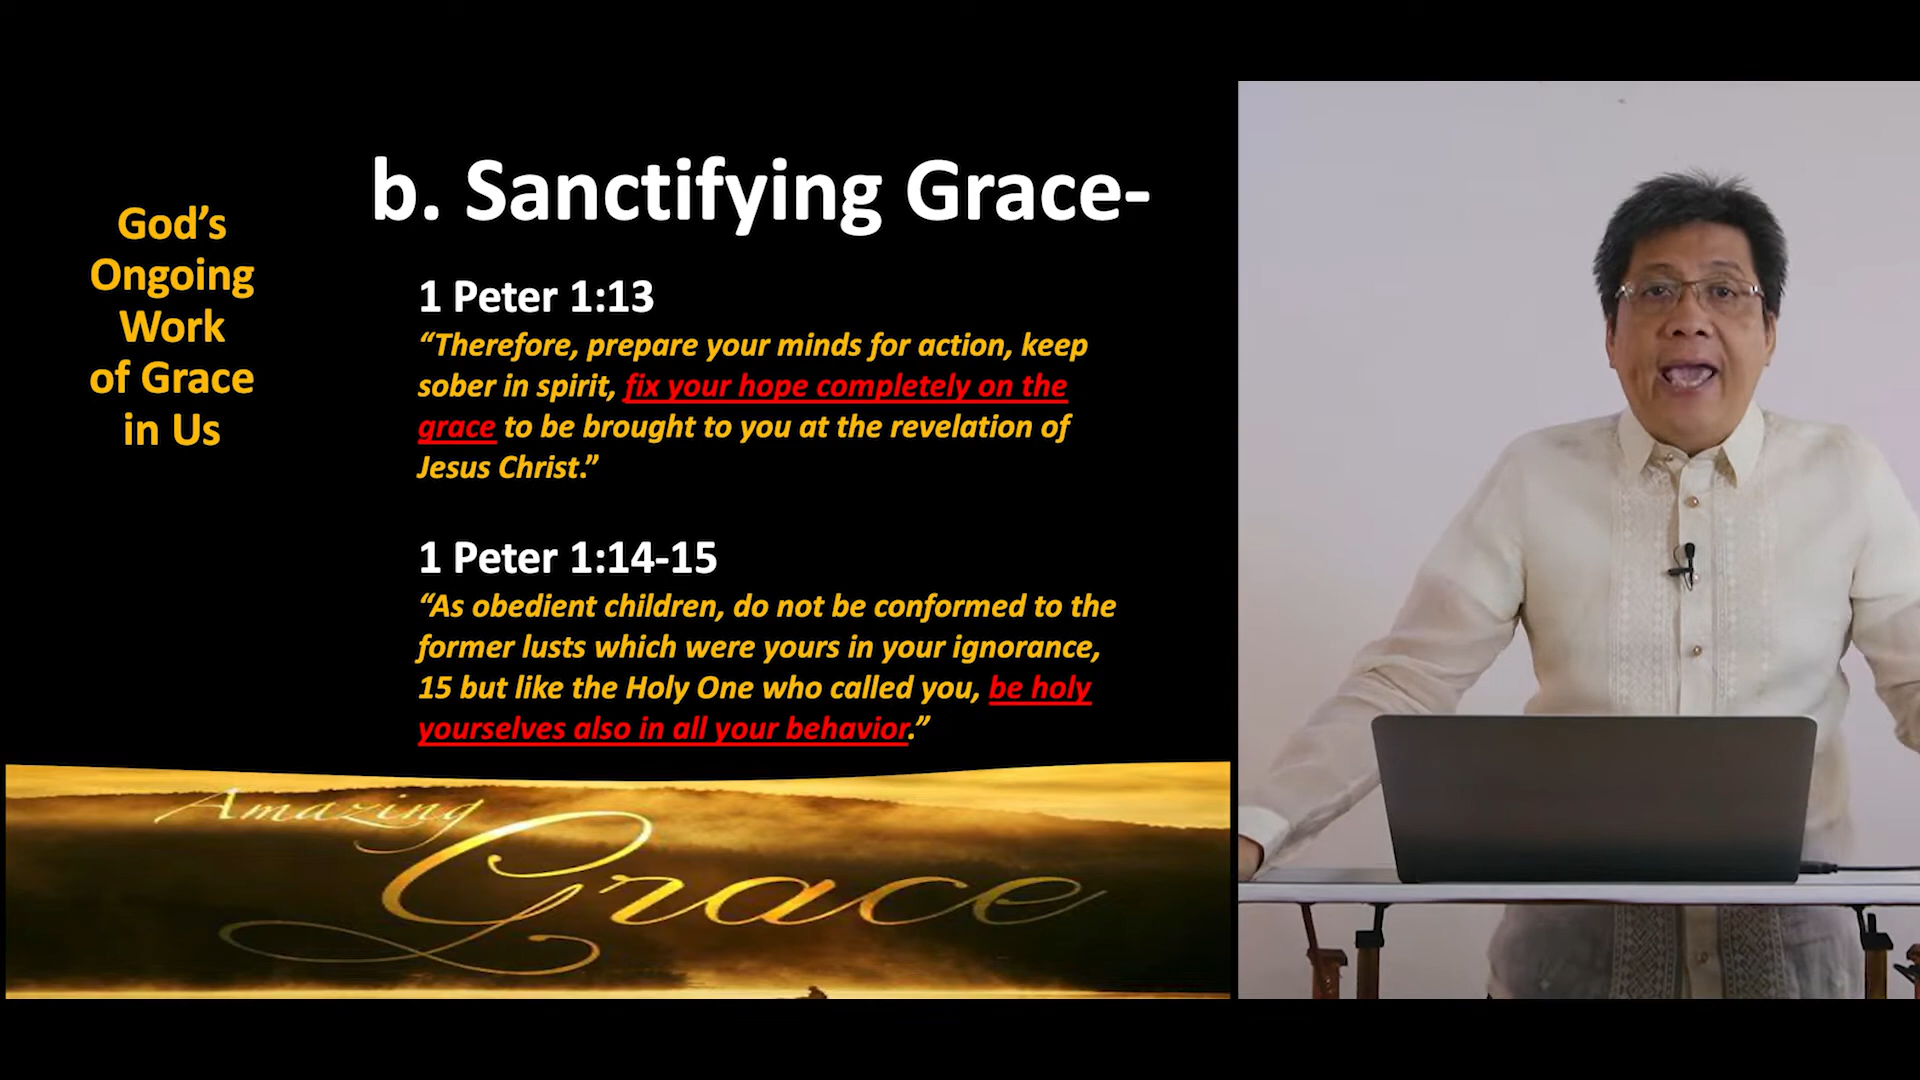 God’s
Ongoing
Work
of Grace
in Us
b. Sanctifying Grace-
1 Peter 1:13
“Therefore, prepare your minds for action, keep
sober in spirit, fix your hope completely on the
grace to be brought to you at the revelation of
Jesus Christ.”
1 Peter 1:14-15
“As obedient children, do not be conformed to the
former lusts which were yours in your ignorance,
15 but like the Holy One who called you, be holy
yourselves also in all your behavior.”
Amazing
Grace